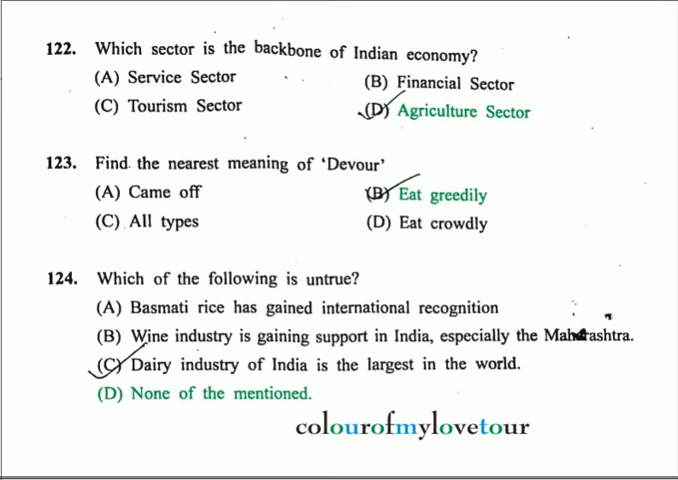 122. Which sector is the backbone of Indian economy?
(A) Service Sector (B) Financial Sector
(C) Tourism Sector (D) Agriculture Sector
123. Find the nearest meaning of ‘Devour’
(A) Came off (B) Eat greedily
(C) All types (D) Eat crowdly
124. Which of the following is untrue?
(A) Basmati rice has gained international recognition
(B) Wine industry is gaining support in India, especially the Maharashtra.
(C) Dairy industry of India is the largest in the world.
(D) None of the mentioned.
colourofmylovetour